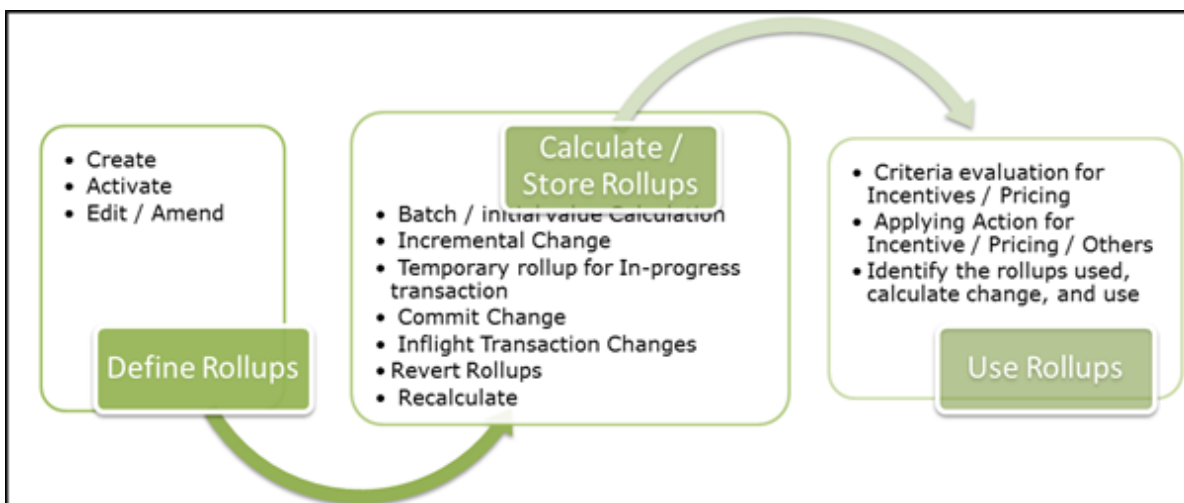 • Create
• Activate
• Edit / Amend
Define Rollups
Calculate /
Store Rollups
• Batch / initial value Calculation
• Incremental Change
• Temporary rollup for In-progress
transaction
• Commit Change
• Inflight Transaction Changes
• Revert Rollups
• Recalculate
• Criteria evaluation for
Incentives / Pricing
• Applying Action for
Incentive / Pricing / Others
• Identify the rollups used,
calculate change, and use
Use Rollups